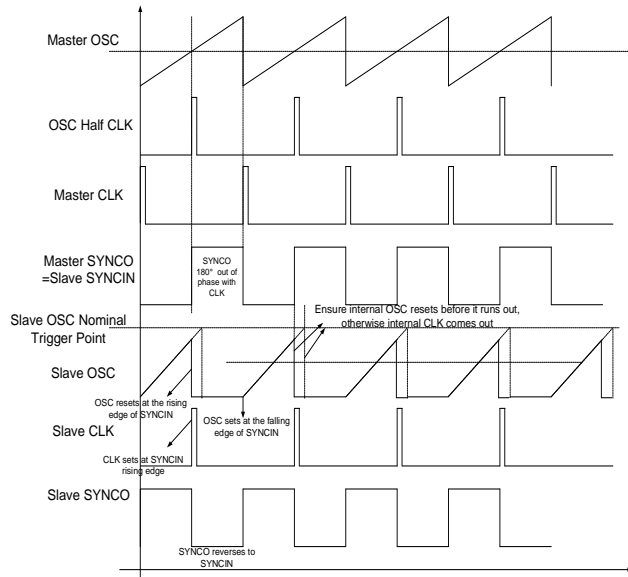 Master OSC
OSC Half CLK
Master CLK
Master SYNCO
=Slave SYNCIN
SYNCO
180° out of
phase with
CLK
Ensure internal OSC resets before it runs out,
otherwise internal CLK comes out
Slave OSC Nominal
Trigger Point
Slave OSC
OSC resets at the rising
edge of SYNCIN
OSC sets at the falling
edge of SYNCIN
Slave CLK
CLK sets at SYNCIN
rising edge
Slave SYNCO
SYNCO reverses to
SYNCIN